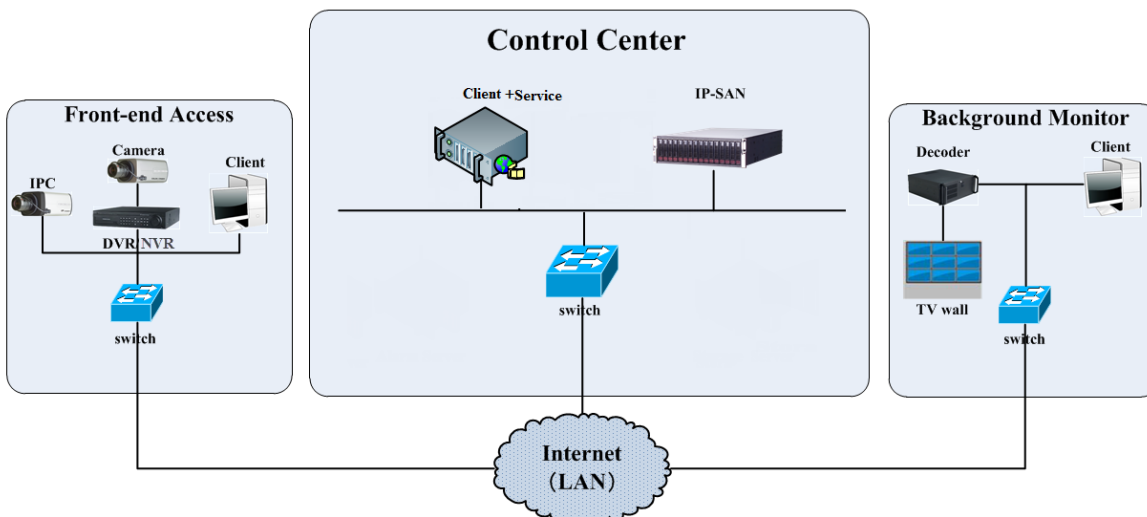 Control Center
Client +Service
IP-SAN
switch
Front-end Access
Camera
Client
IPC
DVR/NVR
switch
Background Monitor
Decoder
Client
TV wall
switch
Internet
（LAN）